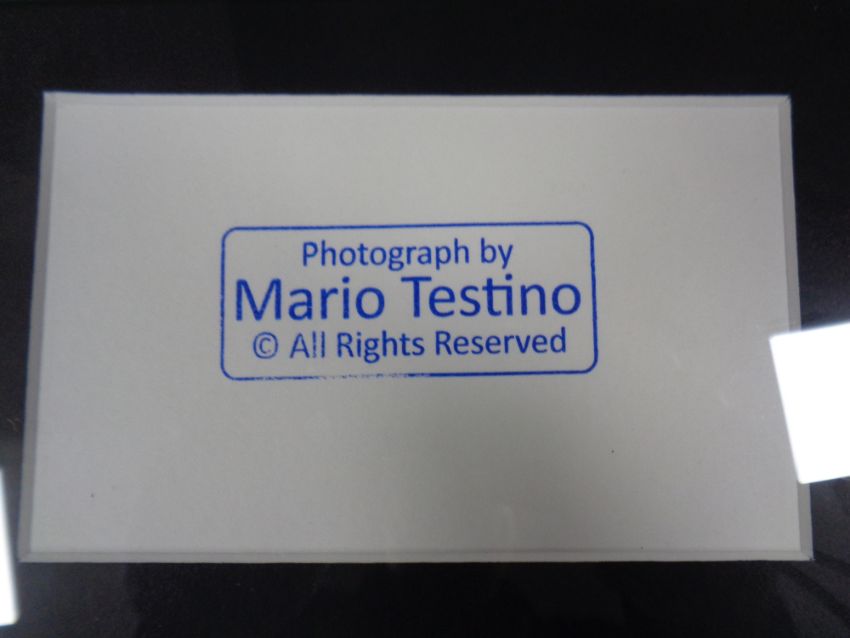 Photograph by
Mario Testino
© All Rights Reserved